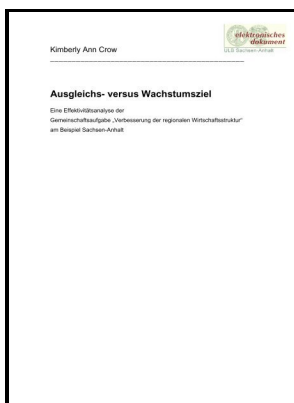 elektronisches
dokument
ULB Sachsen-Anhalt
Kimberly Ann Crow
Ausgleichs- versus Wachstumsziel
Eine Effektivitätsanalyse der
Gemeinschaftsaufgabe „Verbesserung der regionalen Wirtschaftsstruktur“
am Beispiel Sachsen-Anhalt